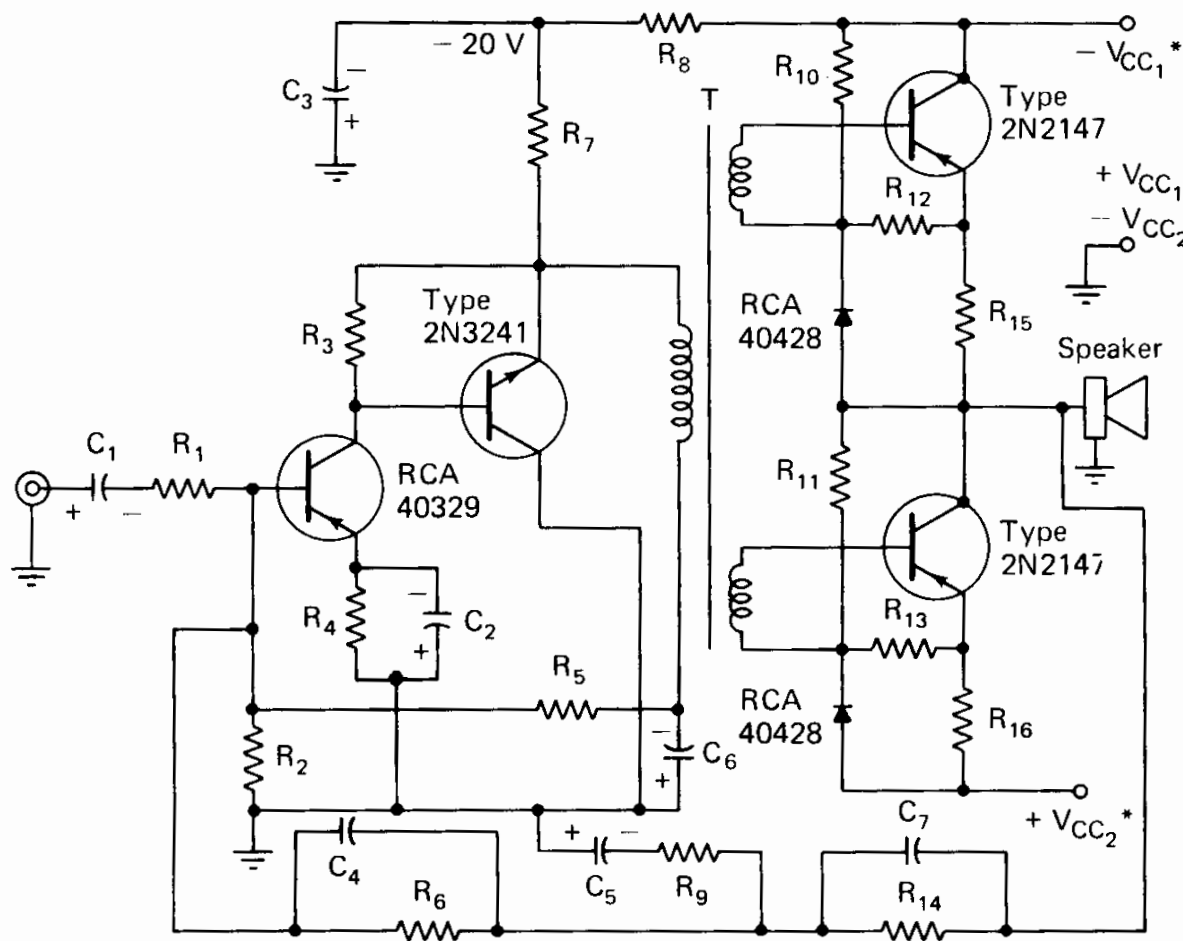 − 20 V
R8
− VCC1*
R10
C3
−
+
T
Type
2N2147
R7
+ VCC1
− VCC2
R12
Type
2N3241
RCA
40428
R3
R15
Speaker
C1
R1
+
−
RCA
40329
R11
Type
2N2147
R4
−
C2
+
R13
R5
RCA
40428
R16
R2
−
C6
+
+ VCC2*
C4
+
−
C5
R9
C7
R6
R14